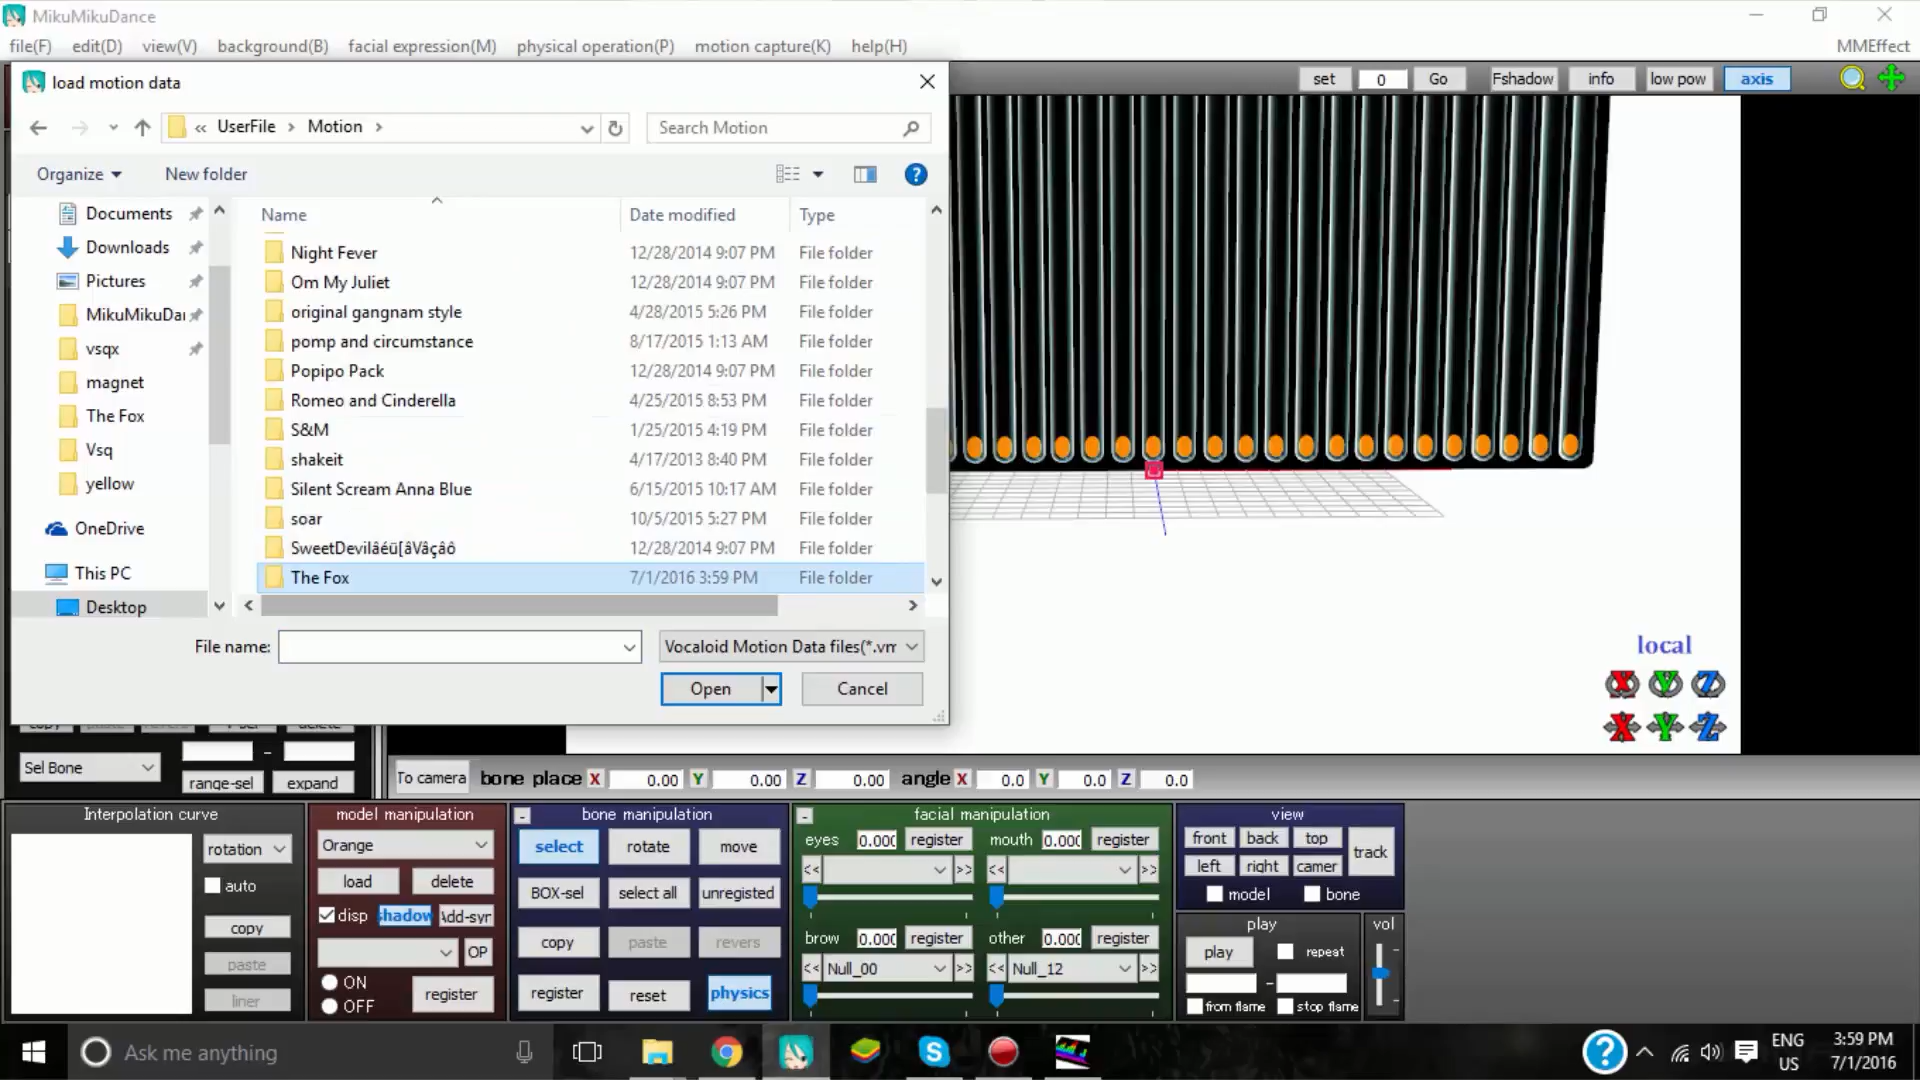 MikuMikuDance
file(F) edit(D) view(V) background(B) facial expression(M) physical operation(P) motion capture(K) help(H) MMEffect
load motion data
set 0 Go Fshadow info low pow axis
« UserFile > Motion > Search Motion
Organize New folder
Name Date modified Type
Documents
Downloads
Pictures
MikuMikuDa
vsqx
magnet
The Fox
Vsq
yellow
OneDrive
This PC
Desktop
Night Fever 12/28/2014 9:07 PM File folder
Om My Juliet 12/28/2014 9:07 PM File folder
original gangnam style 4/28/2015 5:26 PM File folder
pomp and circumstance 8/17/2015 1:13 AM File folder
Popipo Pack 12/28/2014 9:07 PM File folder
Romeo and Cinderella 4/25/2015 8:53 PM File folder
S&M 1/25/2015 4:19 PM File folder
shakeit 4/17/2013 8:40 PM File folder
Silent Scream Anna Blue 6/15/2015 10:17 AM File folder
soar 10/5/2015 5:27 PM File folder
SweetDevilâéü[âVâçâô 12/28/2014 9:07 PM File folder
The Fox 7/1/2016 3:59 PM File folder
File name: Vocaloid Motion Data files(*.vm
Open Cancel
local
X Y Z
X Y Z
Sel Bone -
range-sel expand
To camera bone place X 0.00 Y 0.00 Z 0.00 angle X 0.0 Y 0.0 Z 0.0
Interpolation curve
rotation
auto
copy
paste
liner
model manipulation
Orange
load delete
disp shadow Add-syn
OP
ON
OFF
register
- bone manipulation
select rotate move
BOX-sel select all unregisted
copy paste revers
register reset physics
- facial manipulation
eyes 0.000 register mouth 0.000 register
<< >> << >>
brow 0.000 register other 0.000 register
<< Null_00 >> << Null_12 >>
view
front back top
left right camer
track
model bone
play
play repeat
-
from flame stop flame
vol
Ask me anything
ENG
US
3:59 PM
7/1/2016